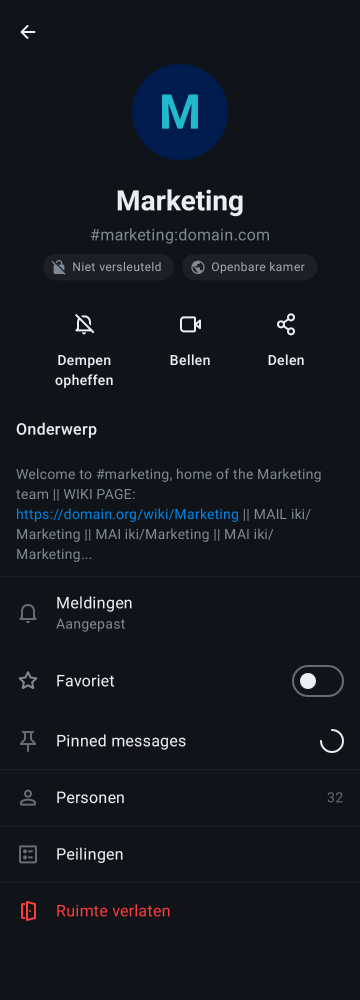 M
Marketing
#marketing:domain.com
Niet versleuteld
Openbare kamer
Dempen
opheffen
Bellen
Delen
Onderwerp
Welcome to #marketing, home of the Marketing
team || WIKI PAGE:
https://domain.org/wiki/Marketing || MAIL iki/
Marketing || MAI iki/Marketing || MAI iki/
Marketing...
Meldingen
Aangepast
Favoriet
Pinned messages
Personen
32
Peilingen
Ruimte verlaten